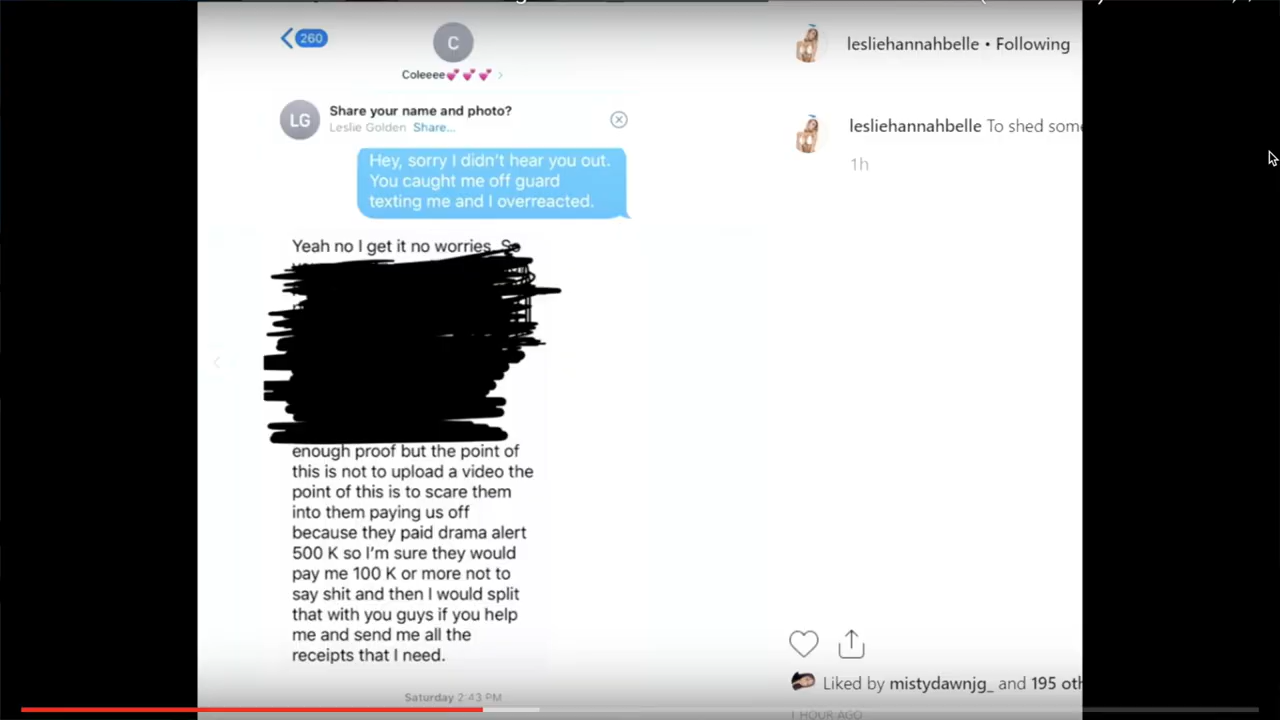 260
C
Coleeee💕💕💕 >
LG
Share your name and photo?
Leslie Golden Share...
Hey, sorry I didn't hear you out.
You caught me off guard
texting me and I overreacted.
Yeah no I get it no worries. So
enough proof but the point of
this is not to upload a video the
point of this is to scare them
into them paying us off
because they paid drama alert
500 K so I'm sure they would
pay me 100 K or more not to
say shit and then I would split
that with you guys if you help
me and send me all the
receipts that I need.
Saturday 2:43 PM
lesliehannahbelle • Following
lesliehannahbelle To shed some
1h
Liked by mistydawnjg_ and 195 oth
1 HOUR AGO